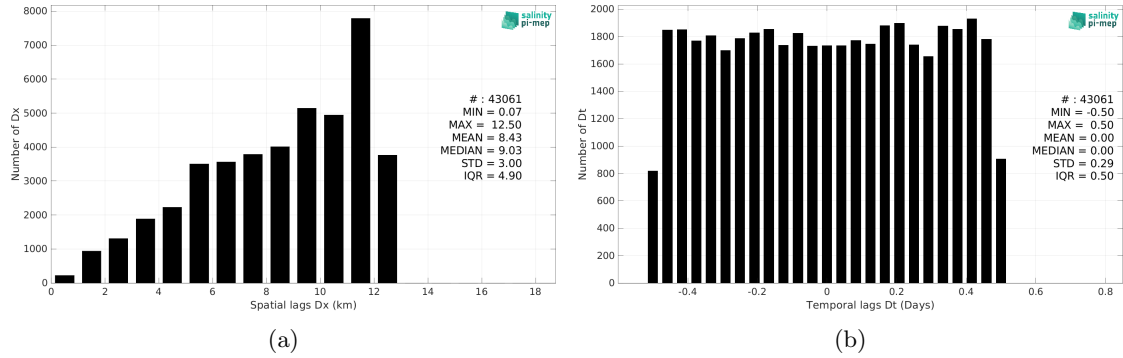 salinity
pi-mep
8000
7000
6000
5000
4000
3000
2000
1000
0
Number of Dx
# : 43061
MIN = 0.07
MAX = 12.50
MEAN = 8.43
MEDIAN = 9.03
STD = 3.00
IQR = 4.90
0 2 4 6 8 10 12 14 16 18
Spatial lags Dx (km)
(a)
salinity
pi-mep
2000
1800
1600
1400
1200
1000
800
600
400
200
0
Number of Dt
# : 43061
MIN = -0.50
MAX = 0.50
MEAN = 0.00
MEDIAN = 0.00
STD = 0.29
IQR = 0.50
-0.4 -0.2 0 0.2 0.4 0.6 0.8
Temporal lags Dt (Days)
(b)